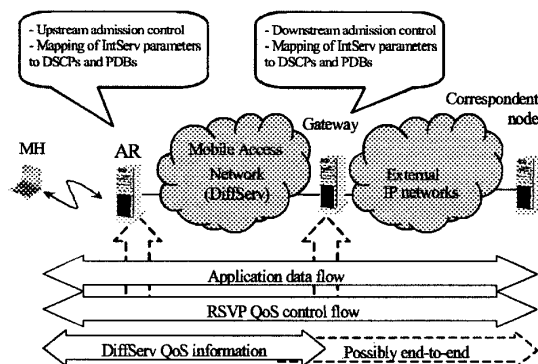 - Upstream admission control
- Mapping of IntServ parameters
to DSCPs and PDBs
- Downstream admission control
- Mapping of IntServ parameters
to DSCPs and PDBs
Correspondent
node
Gateway
MH
AR
Mobile Access
Network
(DiffServ)
External
IP networks
Application data flow
RSVP QoS control flow
DiffServ QoS information
Possibly end-to-end